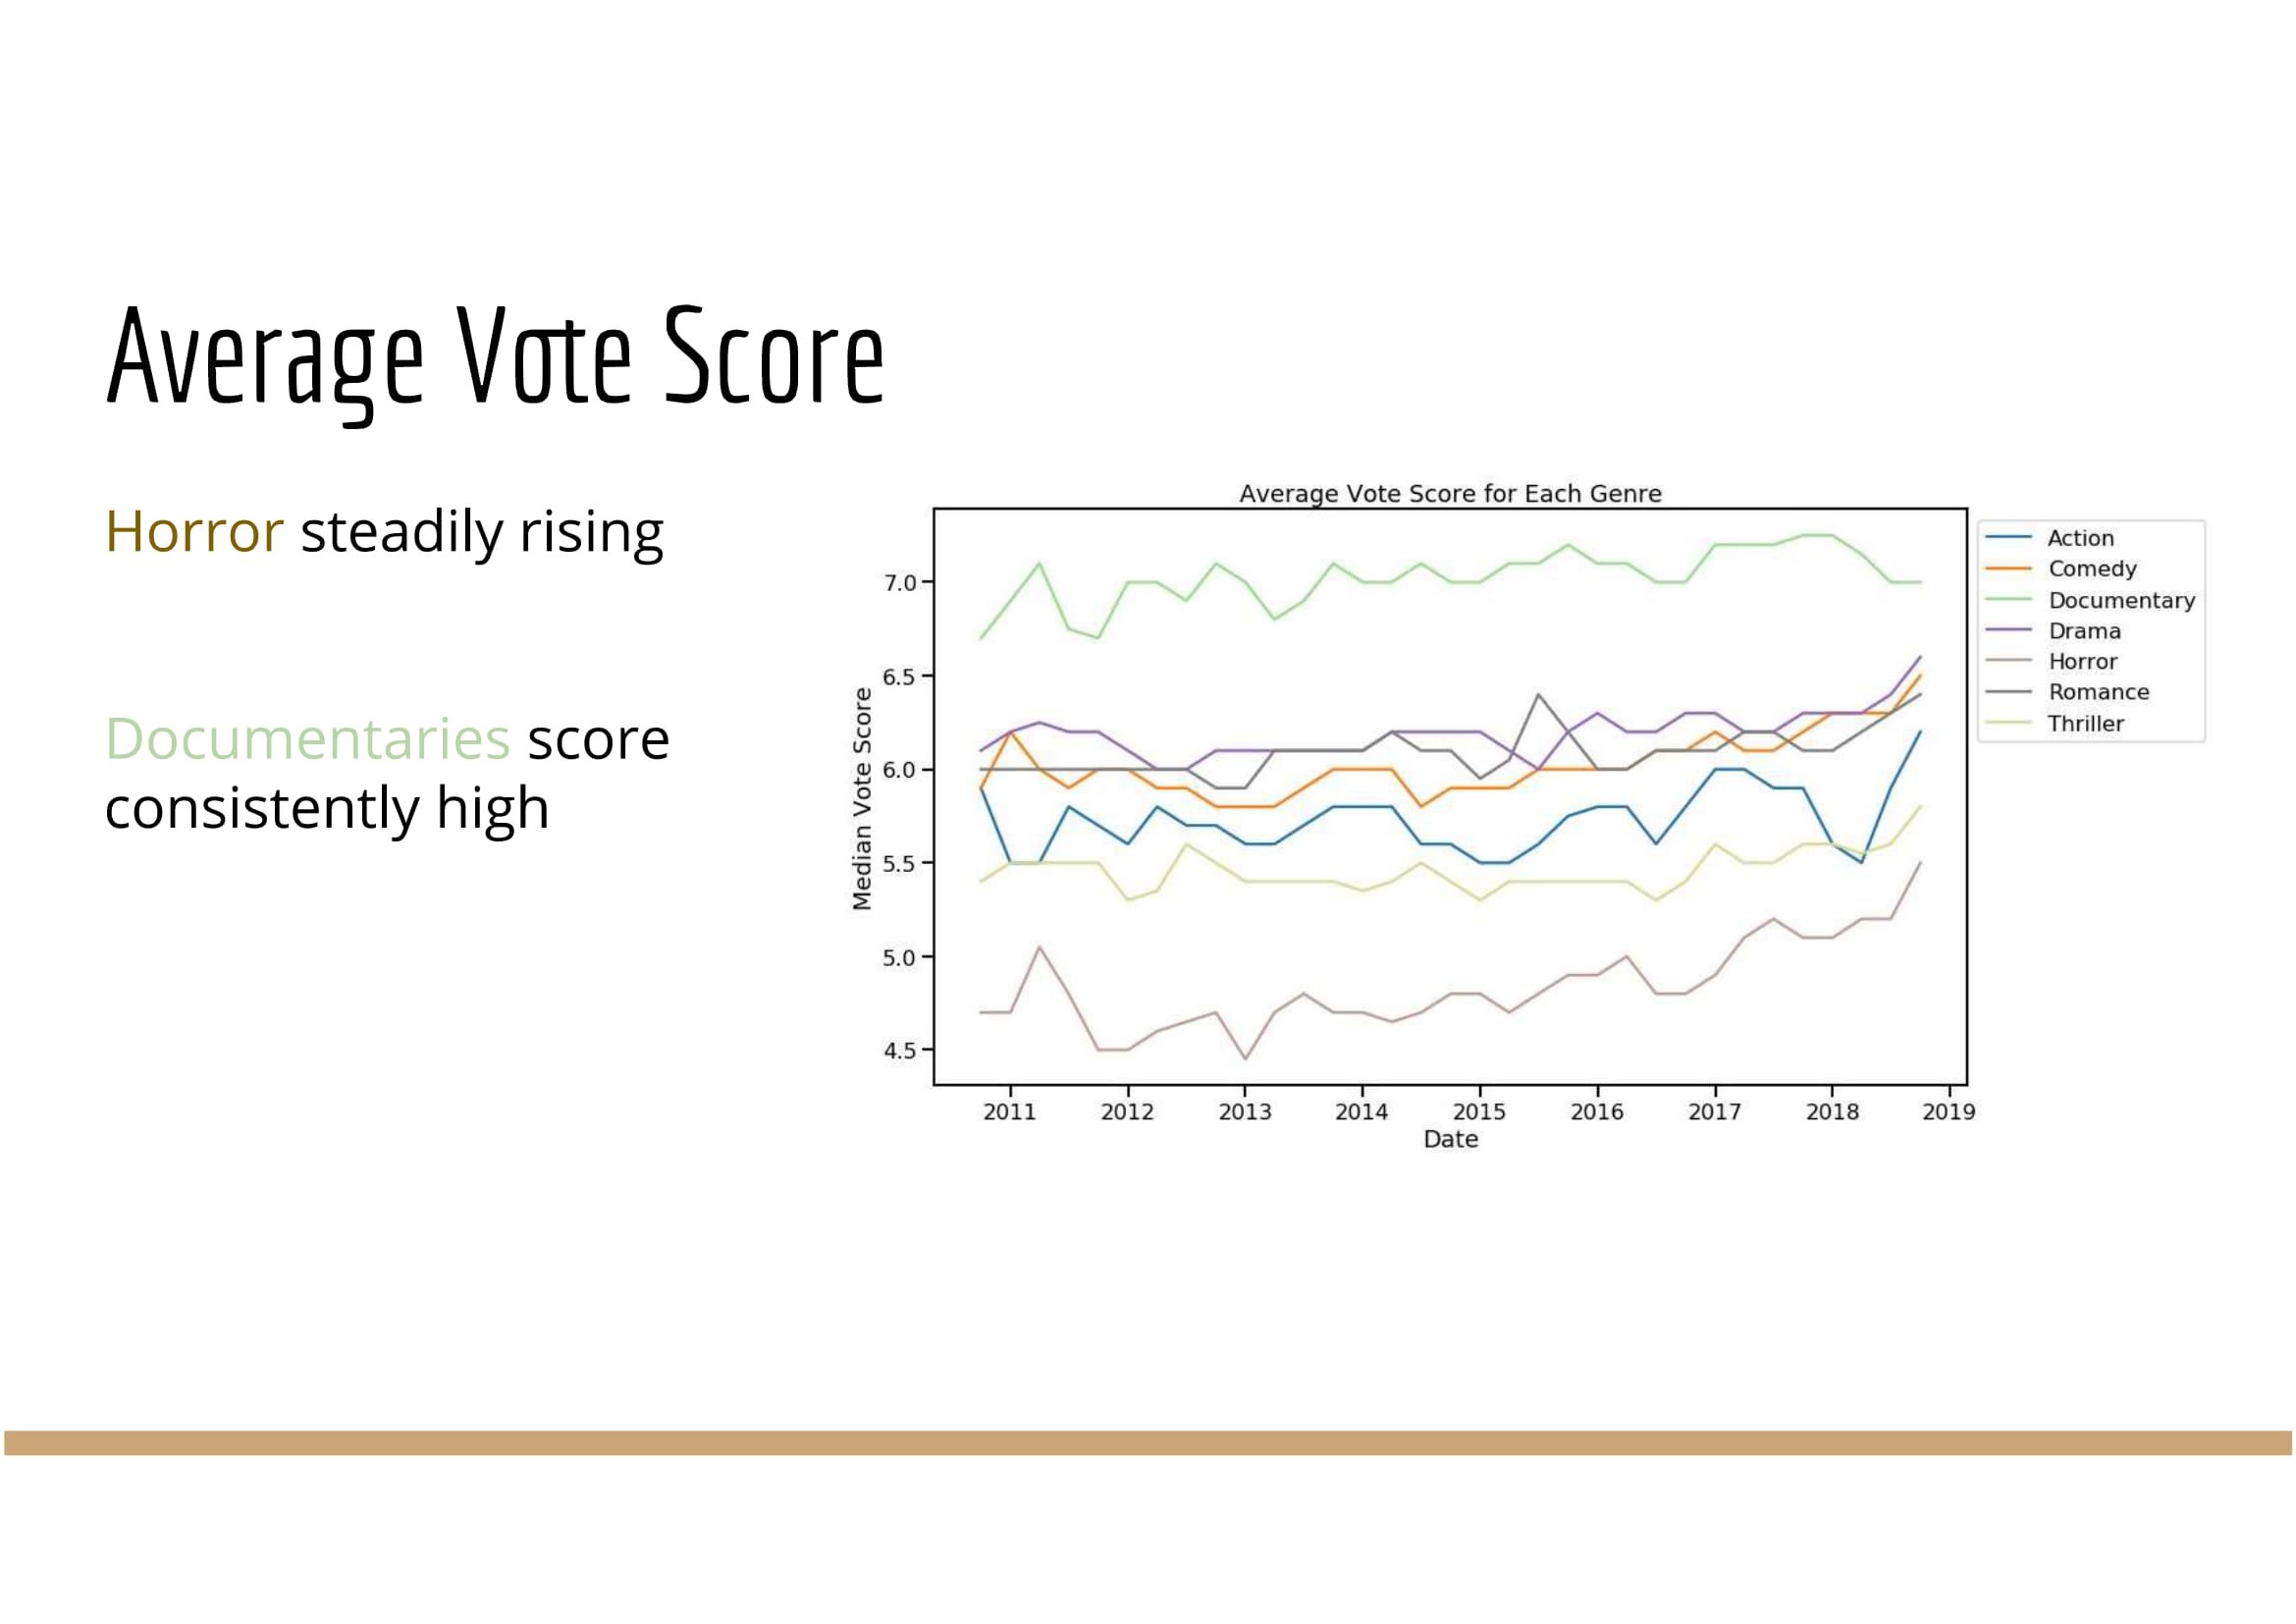 Average Vote Score
Horror steadily rising
Documentaries score
consistently high
Average Vote Score for Each Genre
Median Vote Score
7.0
6.5
6.0
5.5
5.0
4.5
2011 2012 2013 2014 2015 2016 2017 2018 2019
Date
Action
Comedy
Documentary
Drama
Horror
Romance
Thriller